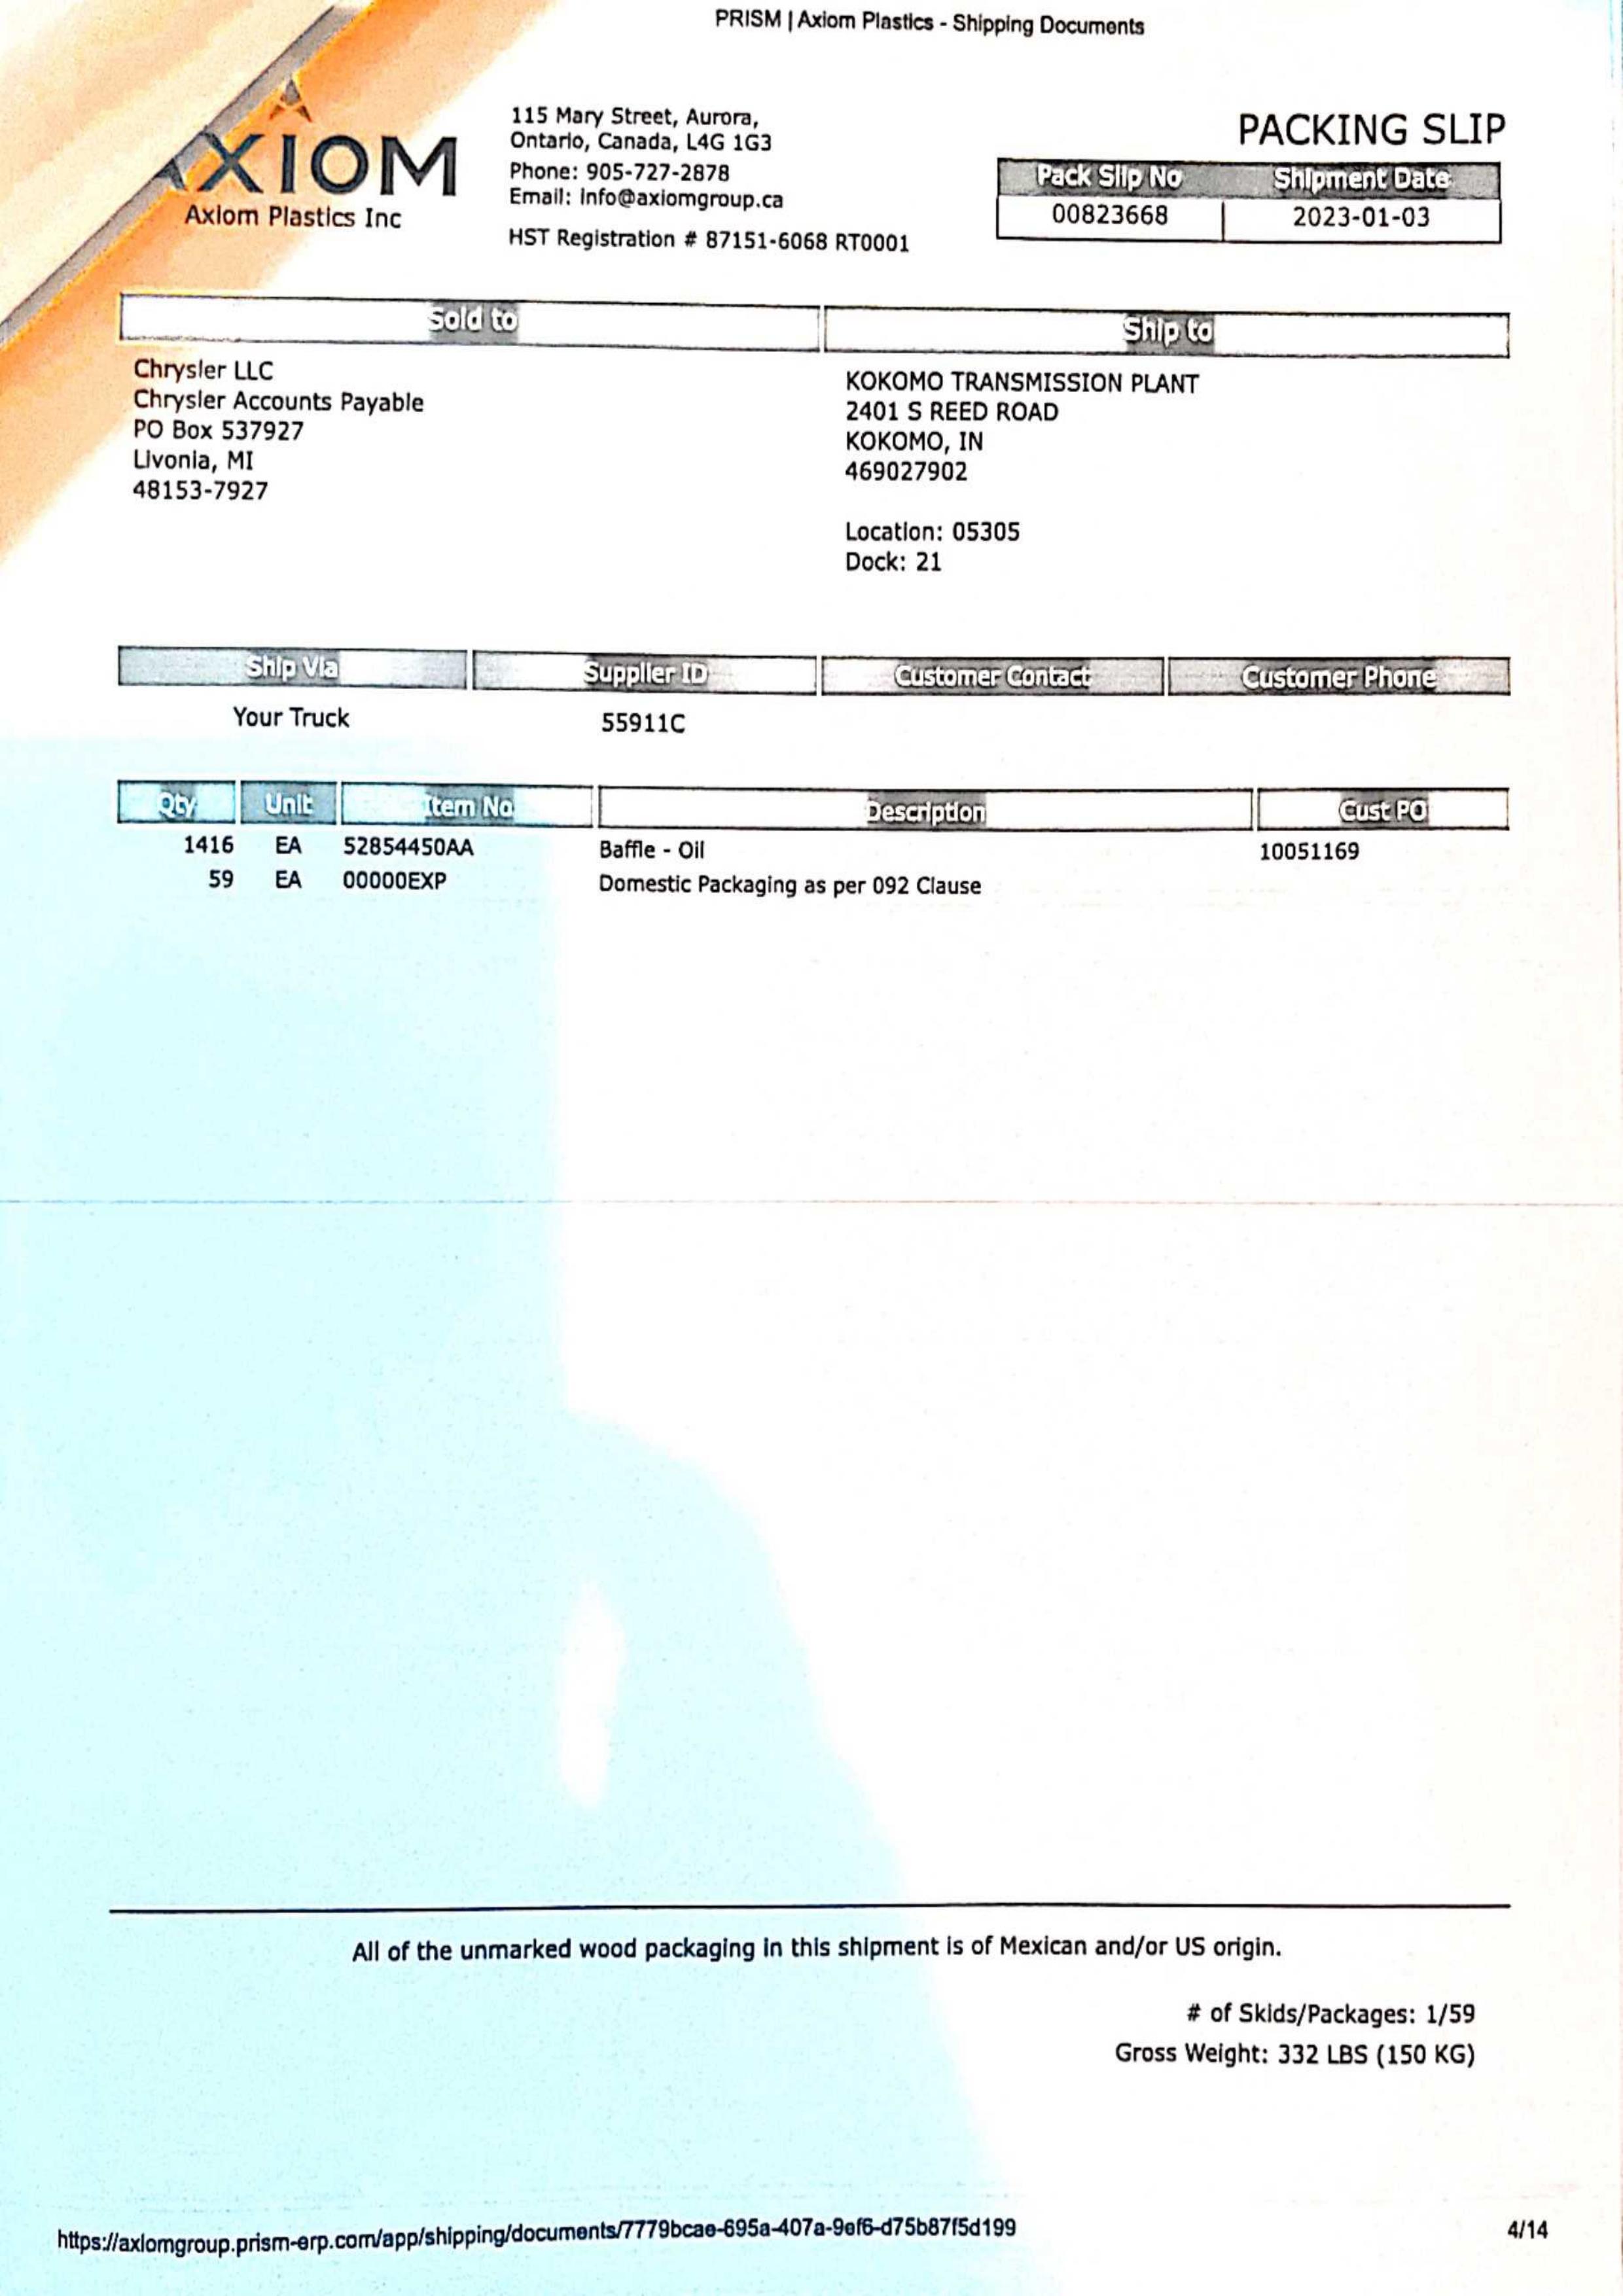 PRISM | Axiom Plastics - Shipping Documents
AXIOM
Axiom Plastics Inc
115 Mary Street, Aurora,
Ontario, Canada, L4G 1G3
Phone: 905-727-2878
Email: info@axiomgroup.ca
HST Registration # 87151-6068 RT0001
PACKING SLIP
Pack Slip No Shipment Date
00823668 2023-01-03
Sold to Ship to
Chrysler LLC
Chrysler Accounts Payable
PO Box 537927
Livonia, MI
48153-7927
KOKOMO TRANSMISSION PLANT
2401 S REED ROAD
KOKOMO, IN
469027902
Location: 05305
Dock: 21
Ship Via Supplier ID Customer Contact Customer Phone
Your Truck 55911C
Qty Unit Item No Description Cust PO
1416 EA 52854450AA Baffle - Oil 10051169
59 EA 00000EXP Domestic Packaging as per 092 Clause
All of the unmarked wood packaging in this shipment is of Mexican and/or US origin.
# of Skids/Packages: 1/59
Gross Weight: 332 LBS (150 KG)
https://axiomgroup.prism-erp.com/app/shipping/documents/7779bcae-695a-407a-9ef6-d75b87f5d199 4/14